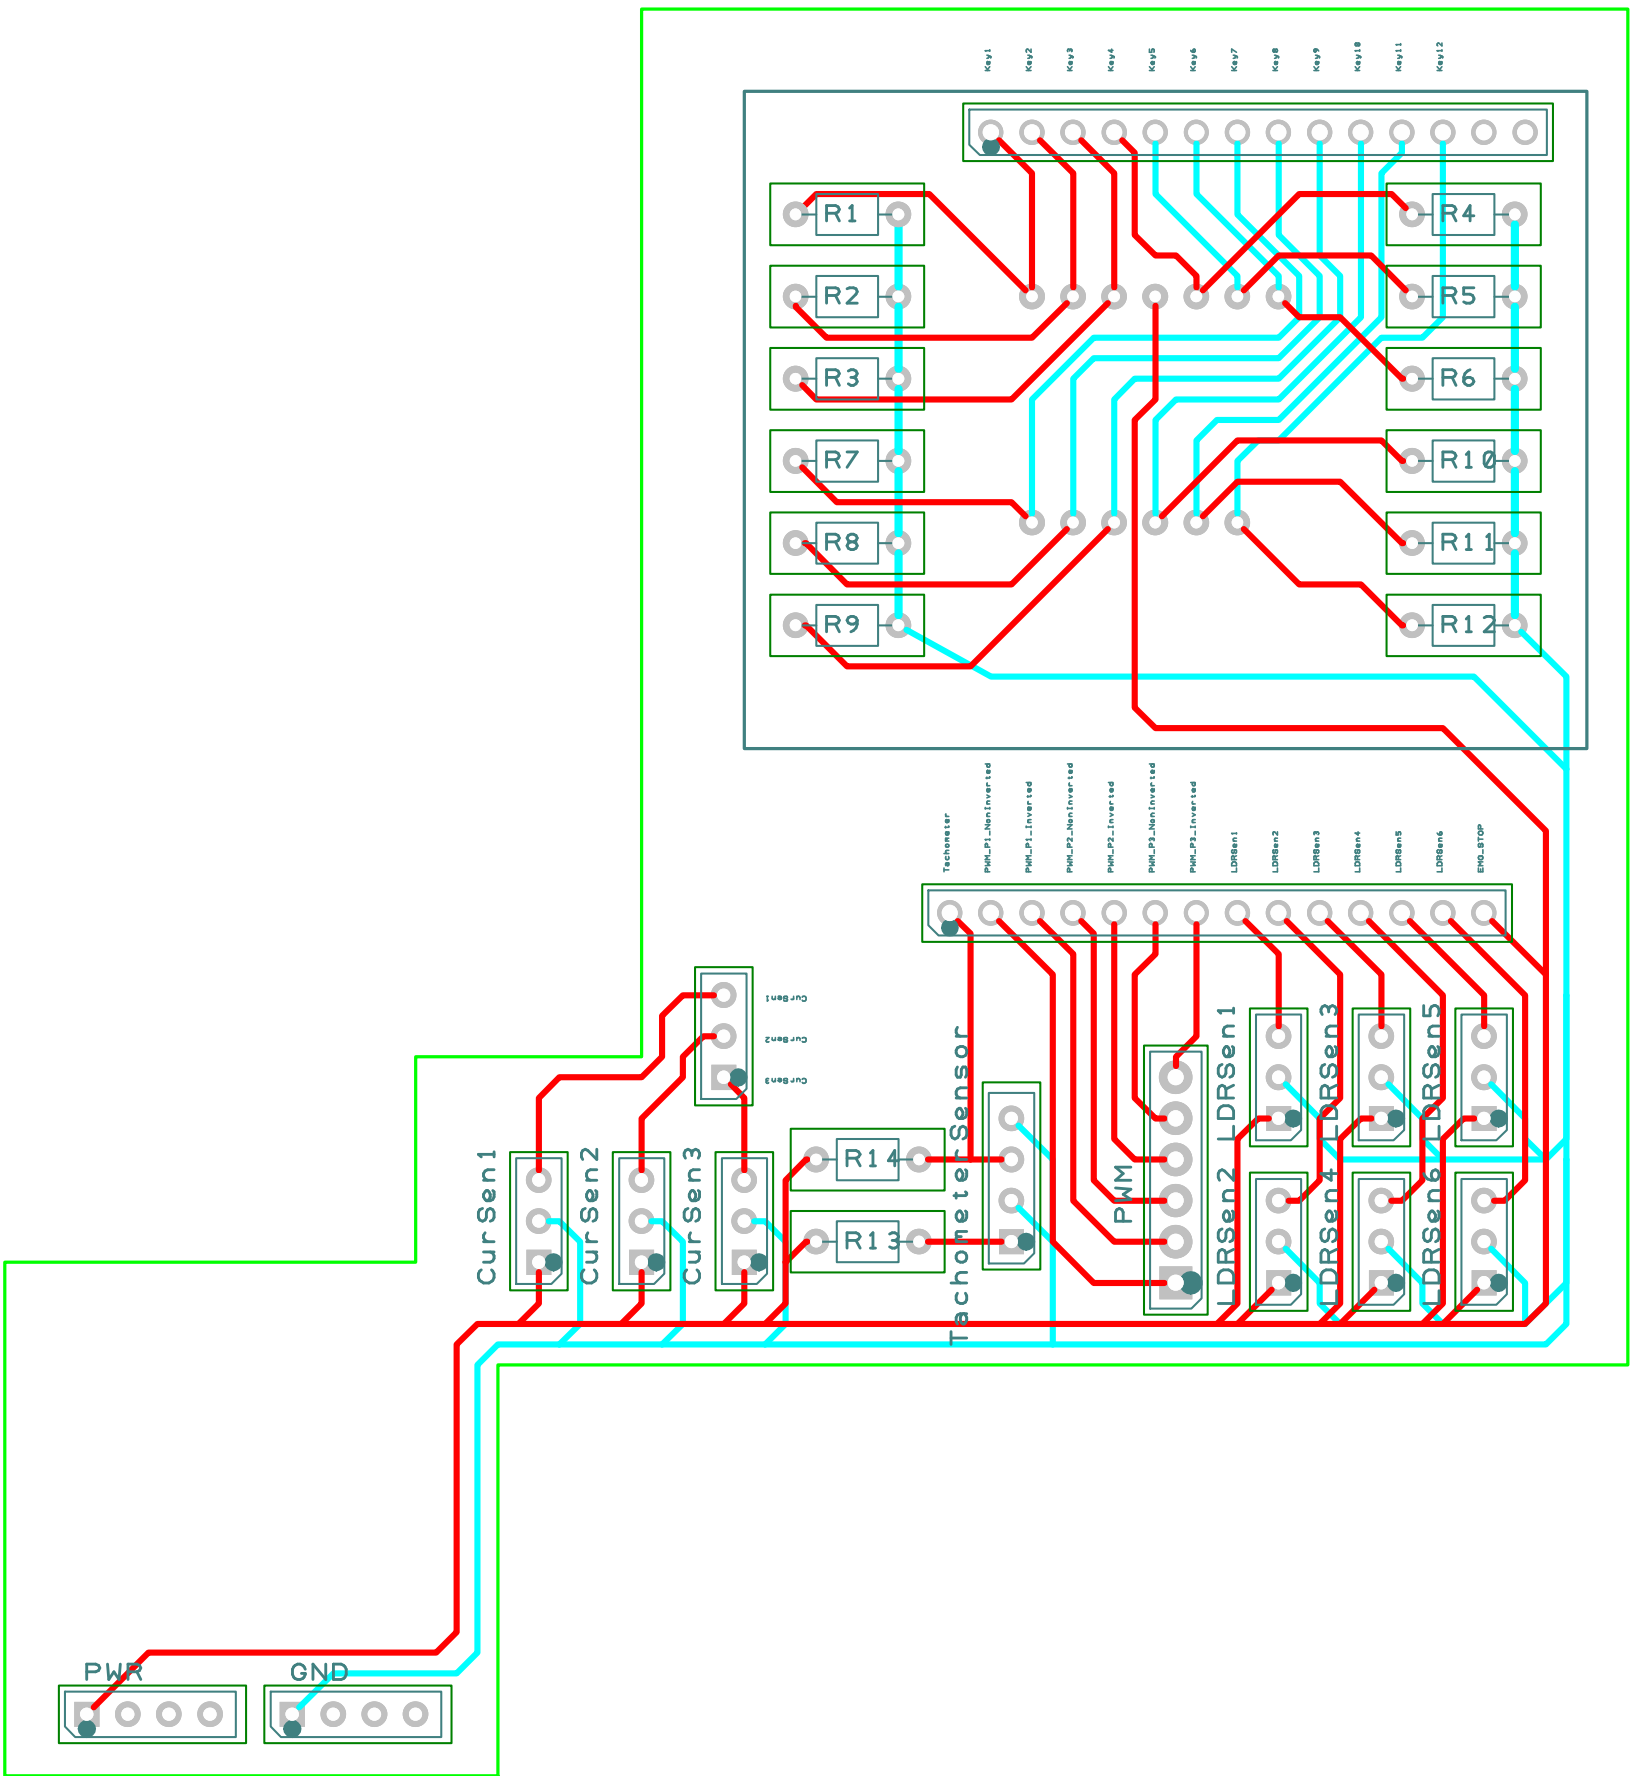 Key1
Key2
Key3
Key4
Key5
Key6
Key7
Key8
Key9
Key10
Key11
Key12
R1
R4
R2
R5
R3
R6
R7
R10
R8
R11
R9
R12
Tachometer
PWM_P1_NonInverted
PWM_P1_Inverted
PWM_P2_NonInverted
PWM_P2_Inverted
PWM_P3_NonInverted
PWM_P3_Inverted
LDRSen1
LDRSen2
LDRSen3
LDRSen4
LDRSen5
LDRSen6
EMO_STOP
CurSen1
CurSen2
CurSen3
CurSen1
CurSen2
CurSen3
R14
R13
TachometerSensor
PWM
LDRSen1
LDRSen3
LDRSen5
LDRSen2
LDRSen4
LDRSen6
PWR
GND